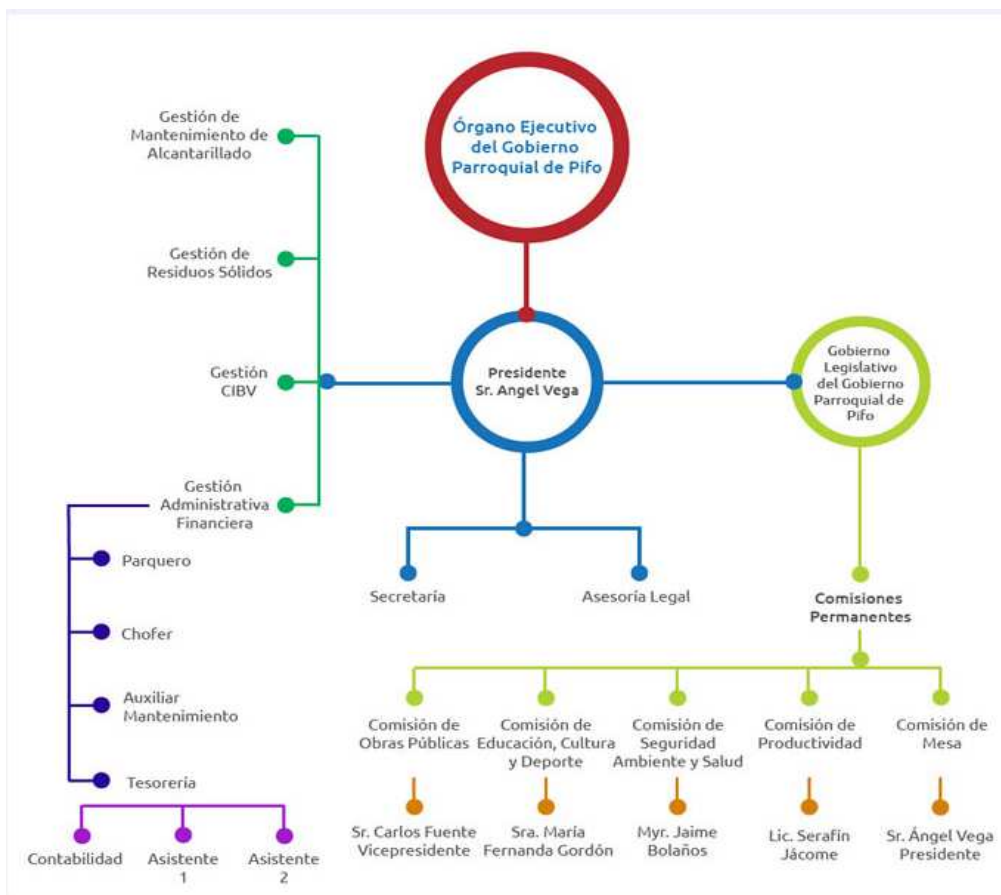 Órgano Ejecutivo
del Gobierno
Parroquial de Pifo
Gestión de
Mantenimiento de
Alcantarillado
Gestión de
Residuos Sólidos
Gestión
CIBV
Gestión
Administrativa
Financiera
Presidente
Sr. Angel Vega
Gobierno
Legislativo
del Gobierno
Parroquial de
Pifo
Parquero
Chofer
Auxiliar
Mantenimiento
Tesorería
Contabilidad
Asistente
1
Asistente
2
Secretaría
Asesoría Legal
Comisiones
Permanentes
Comisión de
Obras Públicas
Comisión de
Educación, Cultura
y Deporte
Comisión de
Seguridad
Ambiente y Salud
Comisión de
Productividad
Comisión de
Mesa
Sr. Carlos Fuente
Vicepresidente
Sra. María
Fernanda Gordón
Myr. Jaime
Bolaños
Lic. Serafín
Jácome
Sr. Ángel Vega
Presidente